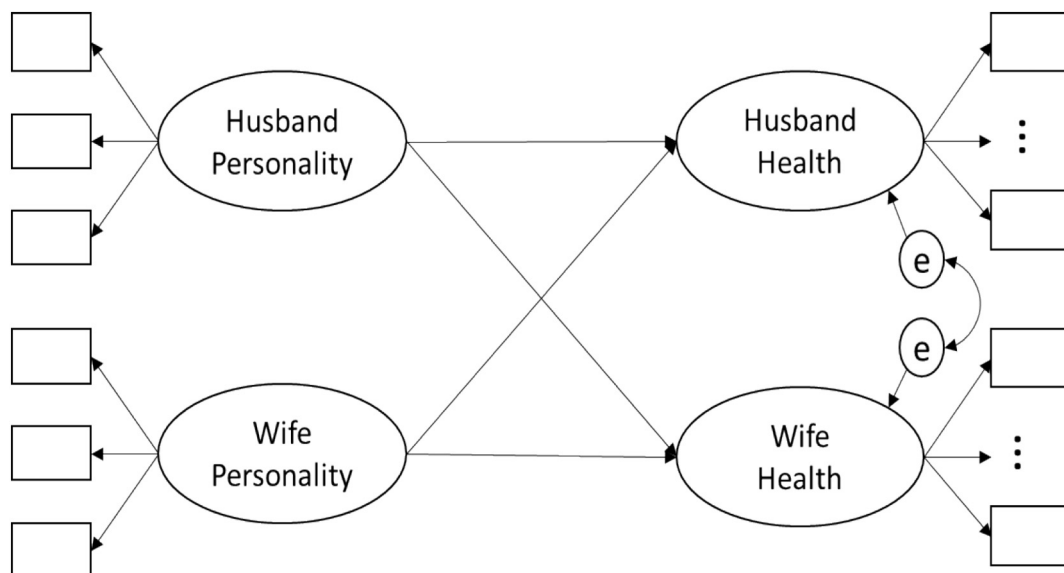 Husband
Personality
Husband
Health
e
e
Wife
Personality
Wife
Health